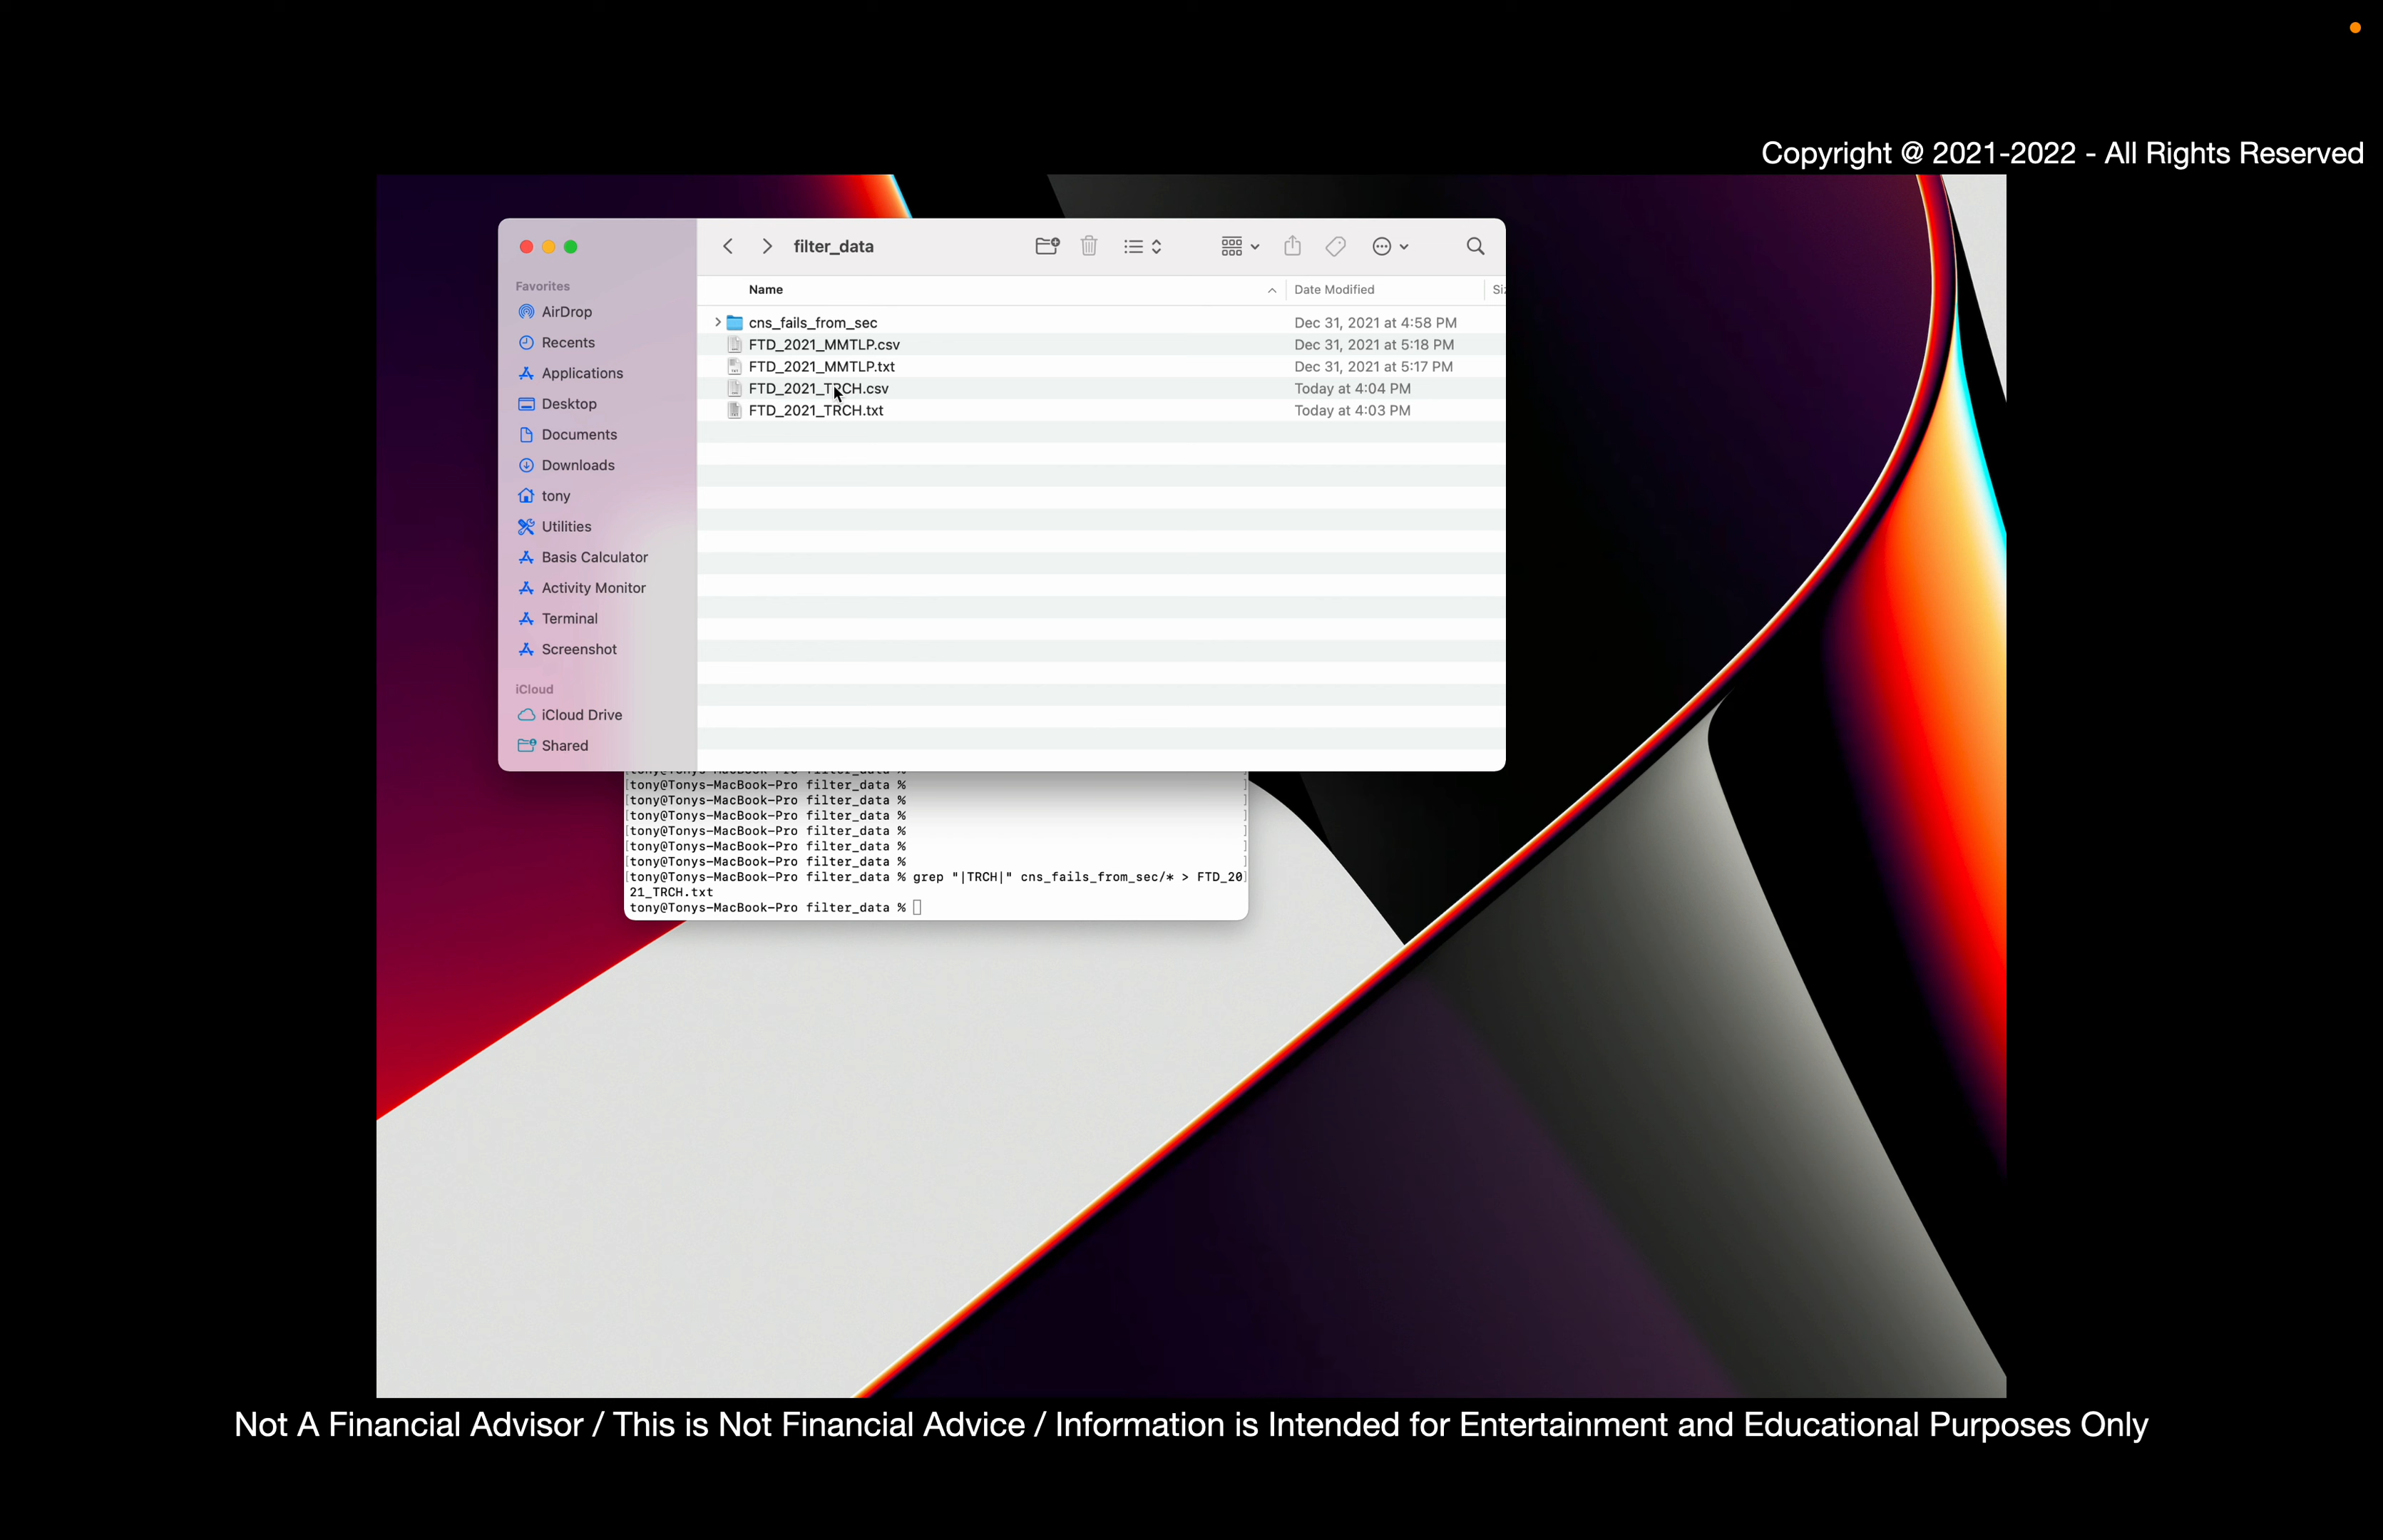 Copyright @ 2021-2022 - All Rights Reserved
filter_data
Favorites
AirDrop
Recents
Applications
Desktop
Documents
Downloads
tony
Utilities
Basis Calculator
Activity Monitor
Terminal
Screenshot
iCloud
iCloud Drive
Shared
Name Date Modified
cns_fails_from_sec Dec 31, 2021 at 4:58 PM
FTD_2021_MMTLP.csv Dec 31, 2021 at 5:18 PM
FTD_2021_MMTLP.txt Dec 31, 2021 at 5:17 PM
FTD_2021_TRCH.csv Today at 4:04 PM
FTD_2021_TRCH.txt Today at 4:03 PM
[tony@Tonys-MacBook-Pro filter_data % ]
[tony@Tonys-MacBook-Pro filter_data % ]
[tony@Tonys-MacBook-Pro filter_data % ]
[tony@Tonys-MacBook-Pro filter_data % ]
[tony@Tonys-MacBook-Pro filter_data % ]
[tony@Tonys-MacBook-Pro filter_data % ]
[tony@Tonys-MacBook-Pro filter_data % grep "|TRCH|" cns_fails_from_sec/* > FTD_20]
21_TRCH.txt
tony@Tonys-MacBook-Pro filter_data %
Not A Financial Advisor / This is Not Financial Advice / Information is Intended for Entertainment and Educational Purposes Only